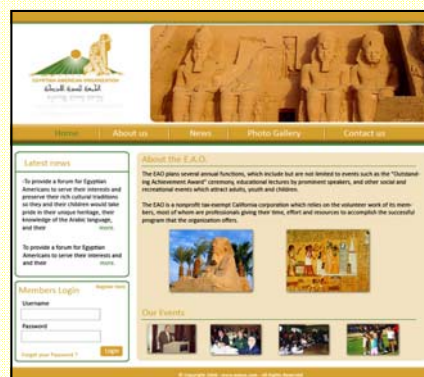 EGYPTIAN AMERICAN ORGANIZATION
Home About us News Photo Gallery Contact us
Latest news
-To provide a forum for Egyptian
Americans to serve their interests and
preserve their rich cultural traditions
so they and their children would take
pride in their unique heritage, their
knowledge of the Arabic language,
and their more.
To provide a forum for Egyptian
Americans to serve their interests and
and their more.
Members Login Register here
Username
Password
Forgot your Password ? Login
About the E.A.O.
The EAO plans several annual functions, which include but are not limited to events such as the "Outstand-
ing Achievement Award" ceremony, educational lectures by prominent speakers, and other social and
recreational events which attract adults, youth and children.
The EAO is a nonprofit tax-exempt California corporation which relies on the volunteer work of its mem-
bers, most of whom are professionals giving their time, effort and resources to accomplish the successful
program that the organization offers.
Our Events